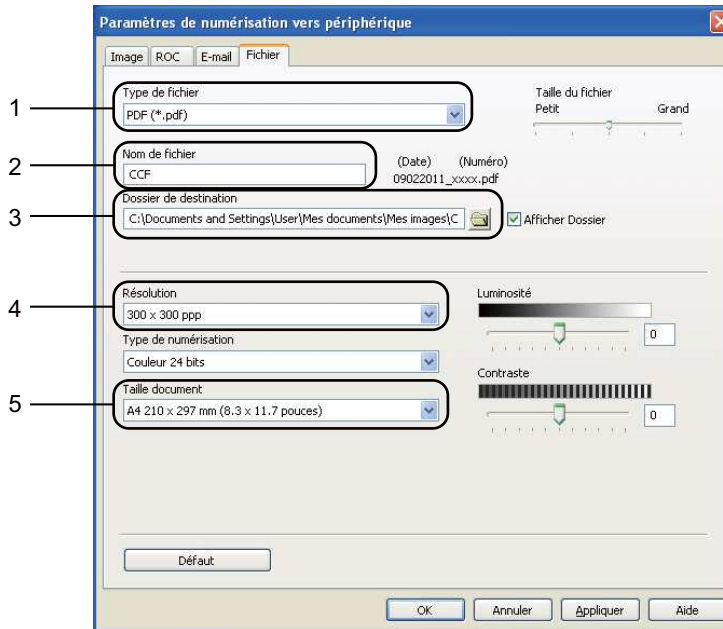 Paramètres de numérisation vers périphérique
Image ROC E-mail Fichier
1
Type de fichier
PDF (*.pdf)
Taille du fichier
Petit Grand
2
Nom de fichier
CCF
(Date) (Numéro)
09022011_xxxx.pdf
3
Dossier de destination
C:\Documents and Settings\User\Mes documents\Mes images\C
Afficher Dossier
4
Résolution
300 x 300 ppp
Luminosité
0
Type de numérisation
Couleur 24 bits
Contraste
0
5
Taille document
A4 210 x 297 mm (8.3 x 11.7 pouces)
Défaut
OK Annuler Appliquer Aide